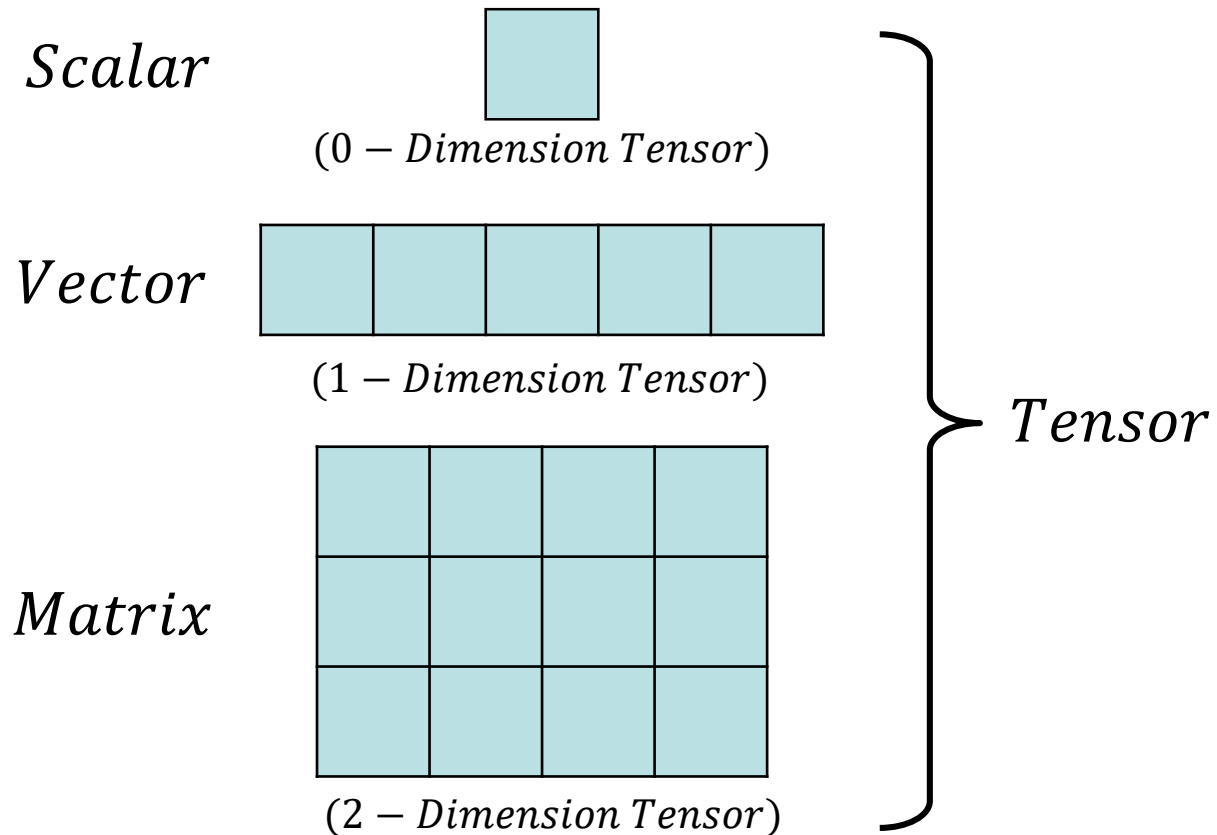 Scalar
(0 − Dimension Tensor)
Vector
(1 − Dimension Tensor)
Tensor
Matrix
(2 − Dimension Tensor)